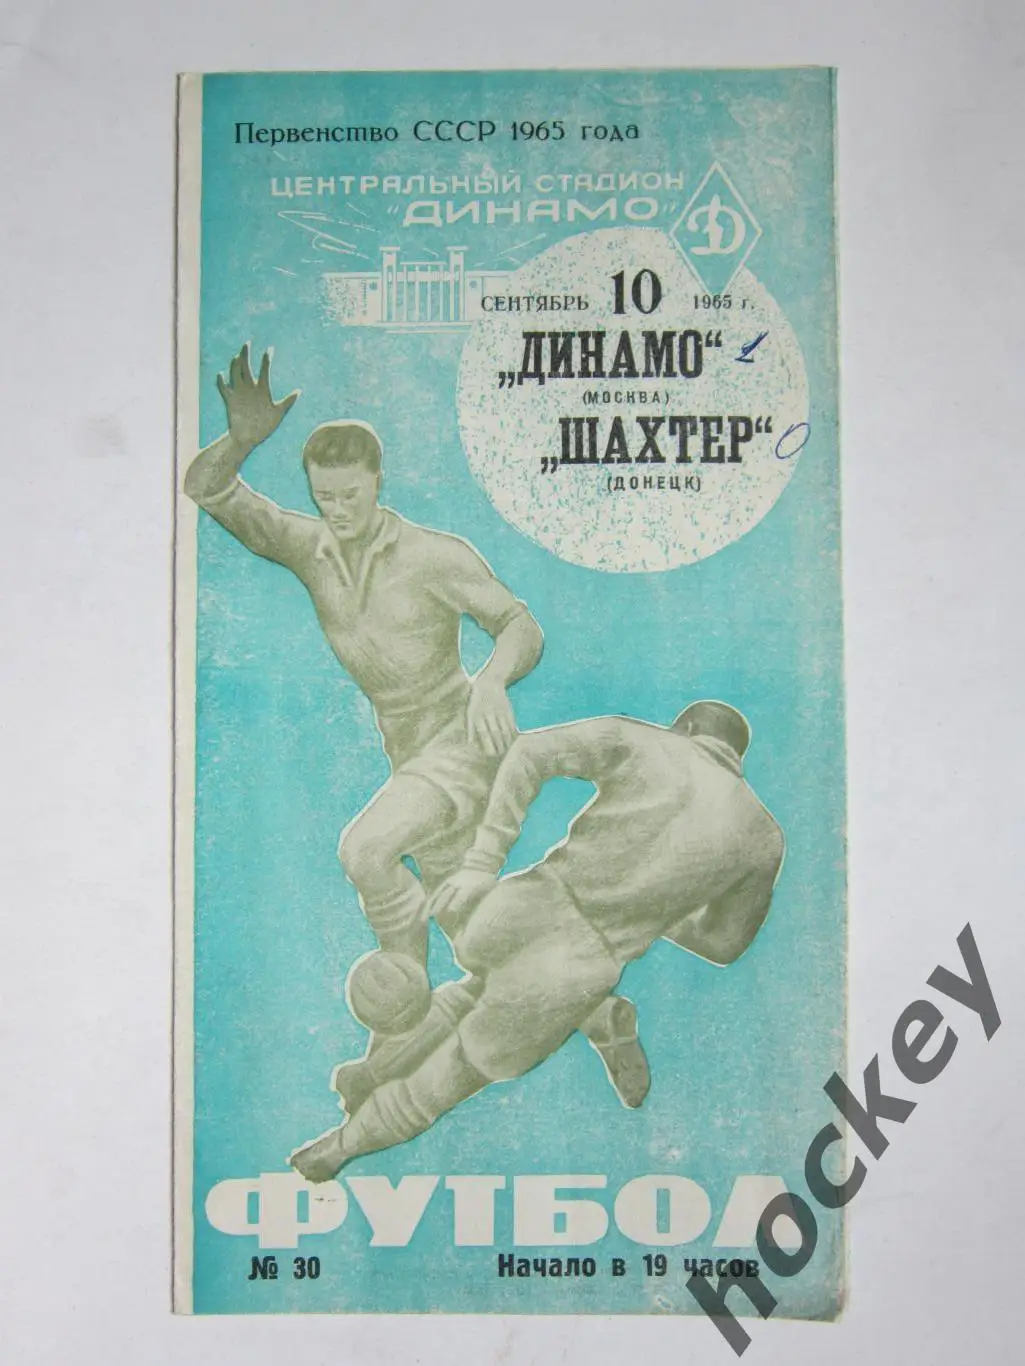 Первенство СССР 1965 года
ЦЕНТРАЛЬНЫЙ СТАДИОН
"ДИНАМО"
Д
СЕНТЯБРЬ 10 1965 г.
„ДИНАМО“ 1
(МОСКВА)
„ШАХТЕР“ 0
(ДОНЕЦК)
ФУТБОЛ
№ 30 Начало в 19 часов
hockey